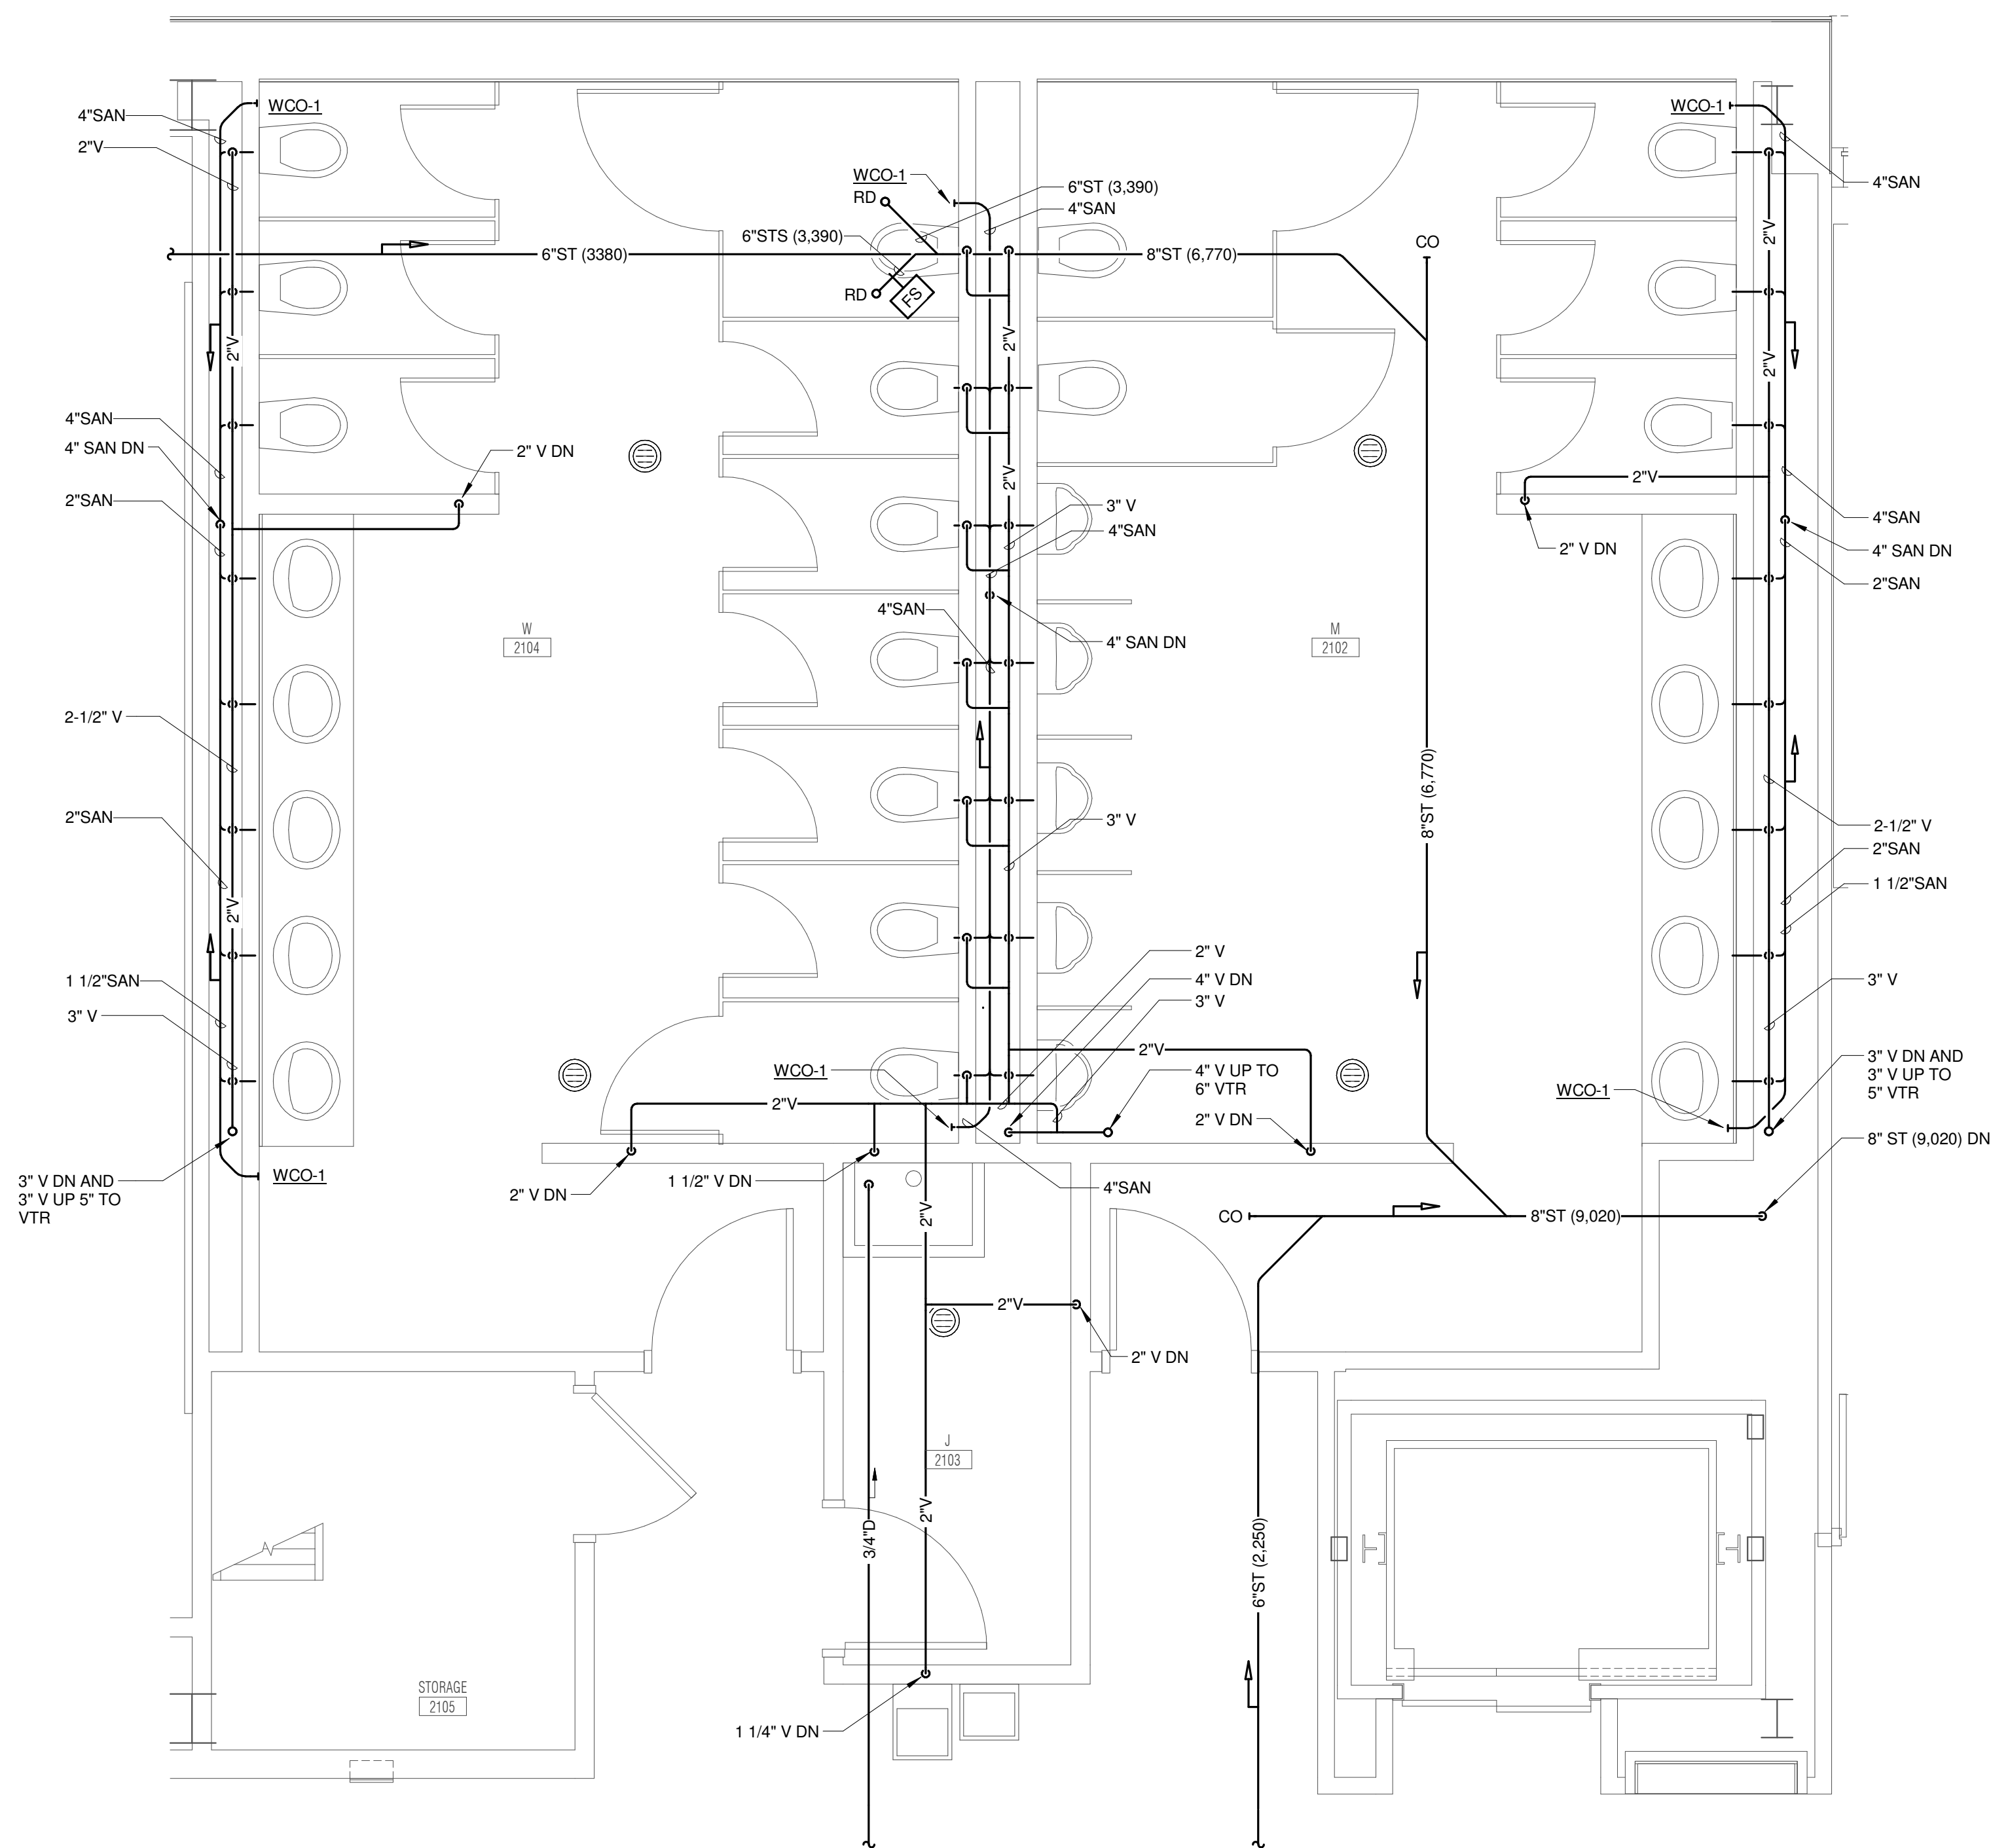 WCO-1
4"SAN
2"V
WCO-1
4"SAN
2"V
WCO-1
RD
6"ST (3,390)
4"SAN
6"STS (3,390)
6"ST (3380)
8"ST (6,770)
CO
RD
FS
2"V
2"V
2"V
4"SAN
4" SAN DN
2" V DN
2"SAN
2"V
2"V
4"SAN
2" V DN
4" SAN DN
2"SAN
3" V
4"SAN
4"SAN
4" SAN DN
W
2104
M
2102
2-1/2" V
2"SAN
2"V
3" V
8"ST (6,770)
2-1/2" V
2"SAN
1 1/2"SAN
1 1/2"SAN
3" V
2" V
4" V DN
3" V
3" V
2"V
WCO-1
4" V UP TO
6" VTR
2"V
2" V DN
WCO-1
3" V DN AND
3" V UP TO
5" VTR
8" ST (9,020) DN
3" V DN AND
3" V UP 5" TO
VTR
WCO-1
2" V DN
1 1/2" V DN
4"SAN
2"V
CO
8"ST (9,020)
2"V
2" V DN
J
2103
3/4"D
2"V
6"ST (2,250)
STORAGE
2105
1 1/4" V DN